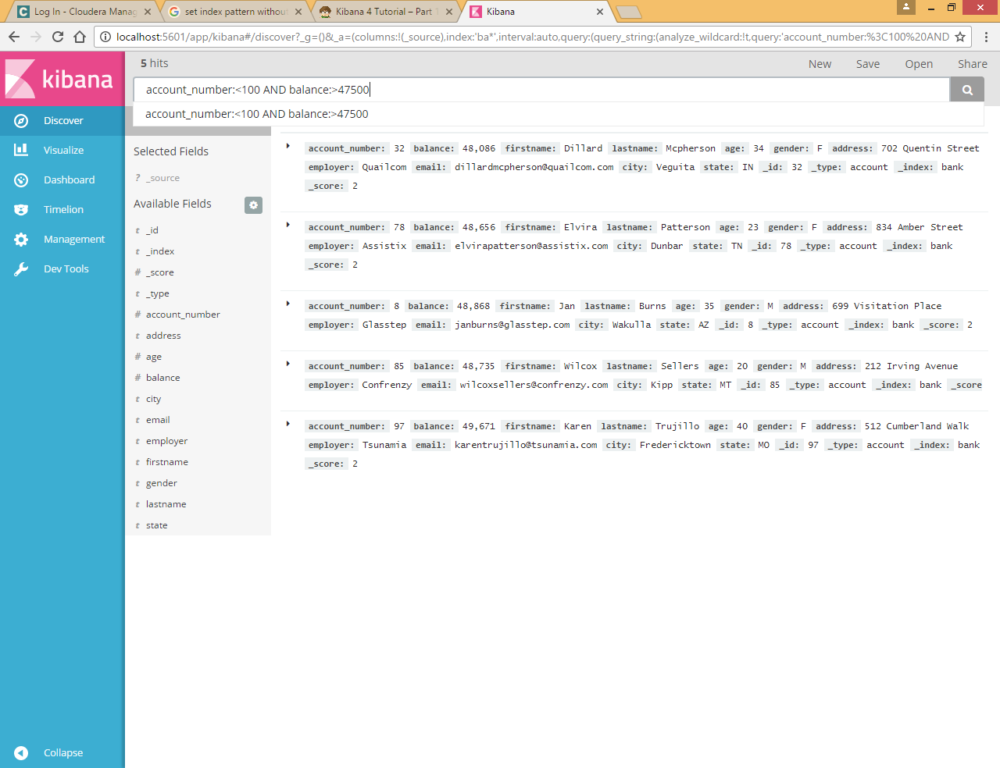 Log In - Cloudera Manag
set index pattern without
Kibana 4 Tutorial – Part 1
Kibana
localhost:5601/app/kibana#/discover?_g=()&_a=(columns:!(_source),index:'ba*',interval:auto,query:(query_string:(analyze_wildcard:!t,query:'account_number:%3C100%20AND
kibana
5 hits
New Save Open Share
account_number:<100 AND balance:>47500
account_number:<100 AND balance:>47500
Discover
Visualize
Dashboard
Timelion
Management
Dev Tools
Collapse
Selected Fields
? _source
Available Fields
t _id
t _index
# _score
t _type
# account_number
t address
# age
# balance
t city
t email
t employer
t firstname
t gender
t lastname
t state
account_number: 32 balance: 48,086 firstname: Dillard lastname: Mcpherson age: 34 gender: F address: 702 Quentin Street
employer: Quailcom email: dillardmcpherson@quailcom.com city: Veguita state: IN _id: 32 _type: account _index: bank
_score: 2
account_number: 78 balance: 48,656 firstname: Elvira lastname: Patterson age: 23 gender: F address: 834 Amber Street
employer: Assistix email: elvirapatterson@assistix.com city: Dunbar state: TN _id: 78 _type: account _index: bank
_score: 2
account_number: 8 balance: 48,868 firstname: Jan lastname: Burns age: 35 gender: M address: 699 Visitation Place
employer: Glasstep email: janburns@glasstep.com city: Wakulla state: AZ _id: 8 _type: account _index: bank _score: 2
account_number: 85 balance: 48,735 firstname: Wilcox lastname: Sellers age: 20 gender: M address: 212 Irving Avenue
employer: Confrenzy email: wilcoxsellers@confrenzy.com city: Kipp state: MT _id: 85 _type: account _index: bank _score
account_number: 97 balance: 49,671 firstname: Karen lastname: Trujillo age: 40 gender: F address: 512 Cumberland Walk
employer: Tsunamia email: karentrujillo@tsunamia.com city: Fredericktown state: MO _id: 97 _type: account _index: bank
_score: 2